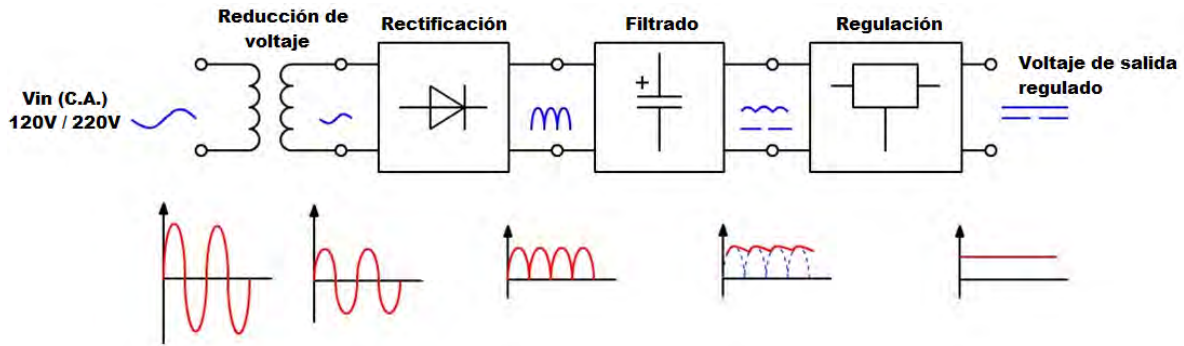 Reducción de
voltaje
Rectificación
Filtrado
Regulación
Vin (C.A.)
120V / 220V
+
Voltaje de salida
regulado